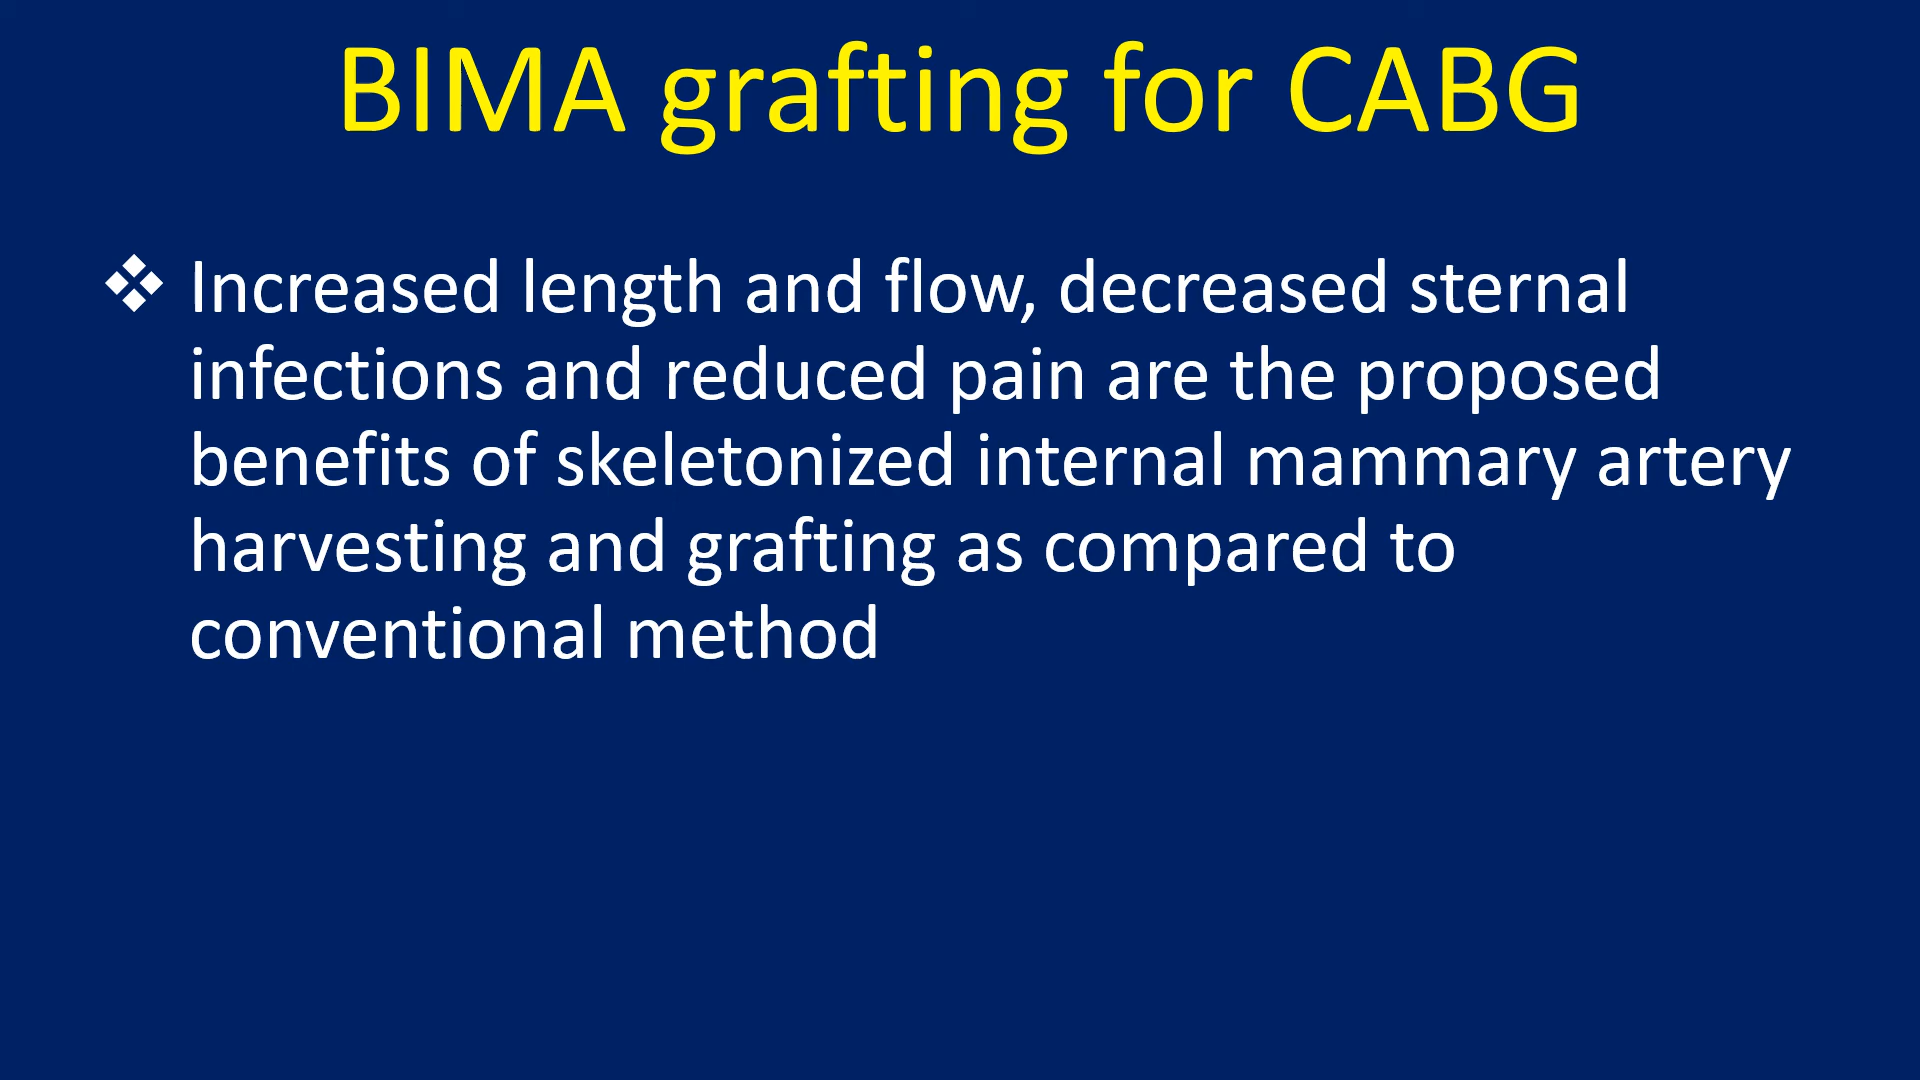 BIMA grafting for CABG
❖ Increased length and flow, decreased sternal
infections and reduced pain are the proposed
benefits of skeletonized internal mammary artery
harvesting and grafting as compared to
conventional method